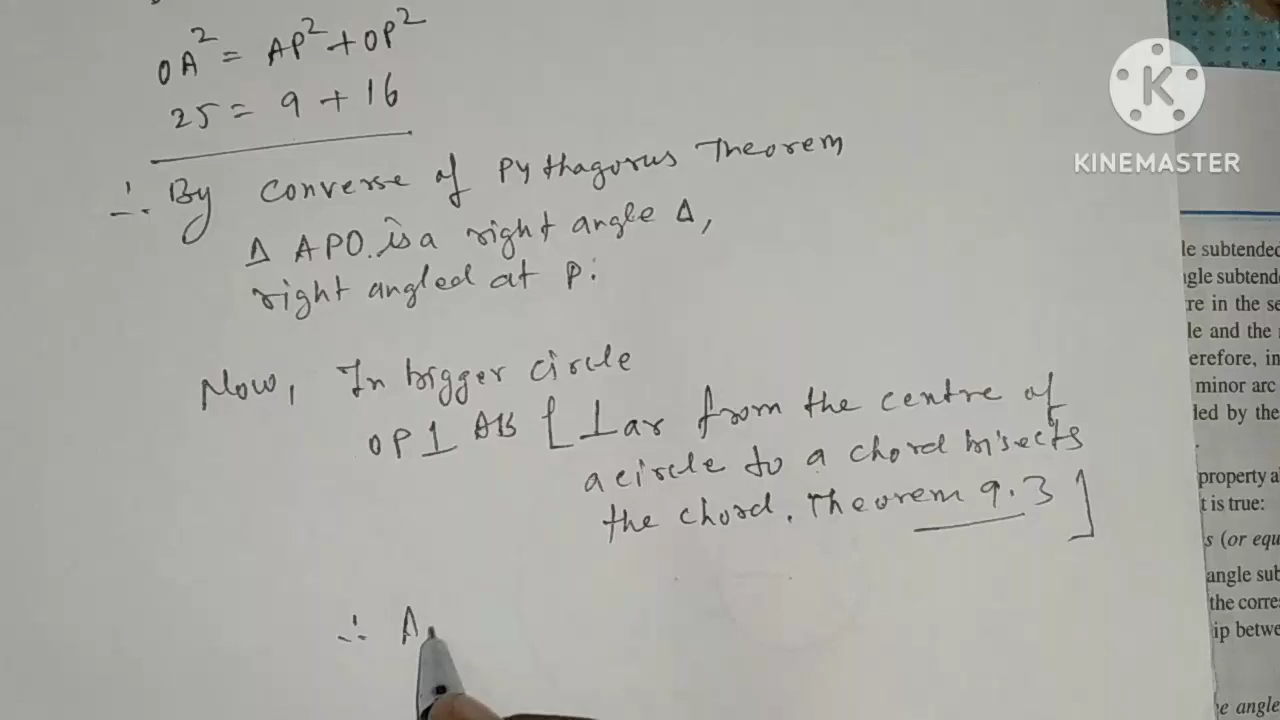 OA² = AP² + OP²
25 = 9 + 16
∴ By converse of Pythagorus Theorem
Δ APO. is a right angle Δ,
right angled at P.
Now, In bigger circle
OP ⊥ AB [⊥ar from the centre of
a circle to a chord bisects
the chord. Theorem 9.3]
∴ A
K
KINEMASTER
le subtended
gle subtend
re in the se
le and the
erefore, in
minor arc
led by the
property a
t is true:
s (or equ
angle sub
the corre
ip betwe
e angle